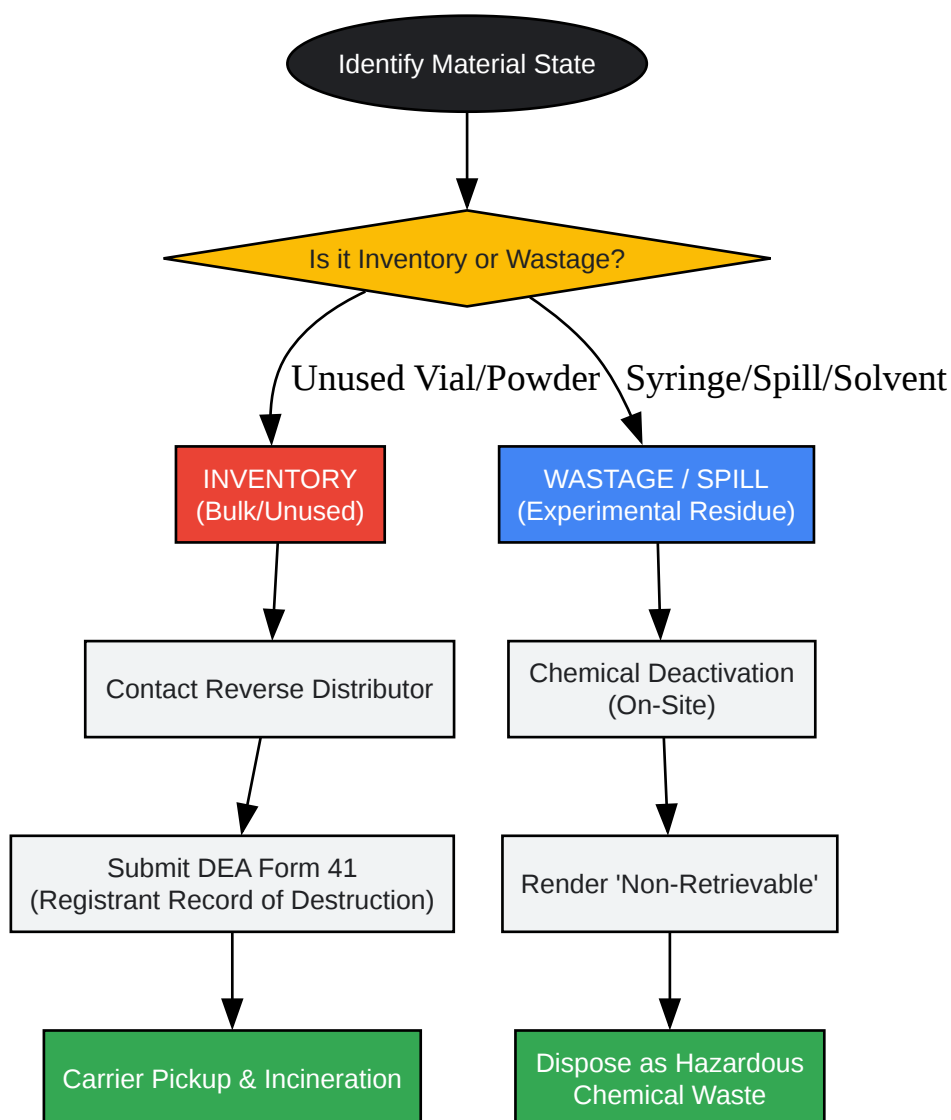 Identify Material State
Is it Inventory or Wastage?
Unused Vial/Powder
Syringe/Spill/Solvent
INVENTORY
(Bulk/Unused)
WASTAGE / SPILL
(Experimental Residue)
Contact Reverse Distributor
Chemical Deactivation
(On-Site)
Submit DEA Form 41
(Registrant Record of Destruction)
Render 'Non-Retrievable'
Carrier Pickup & Incineration
Dispose as Hazardous
Chemical Waste